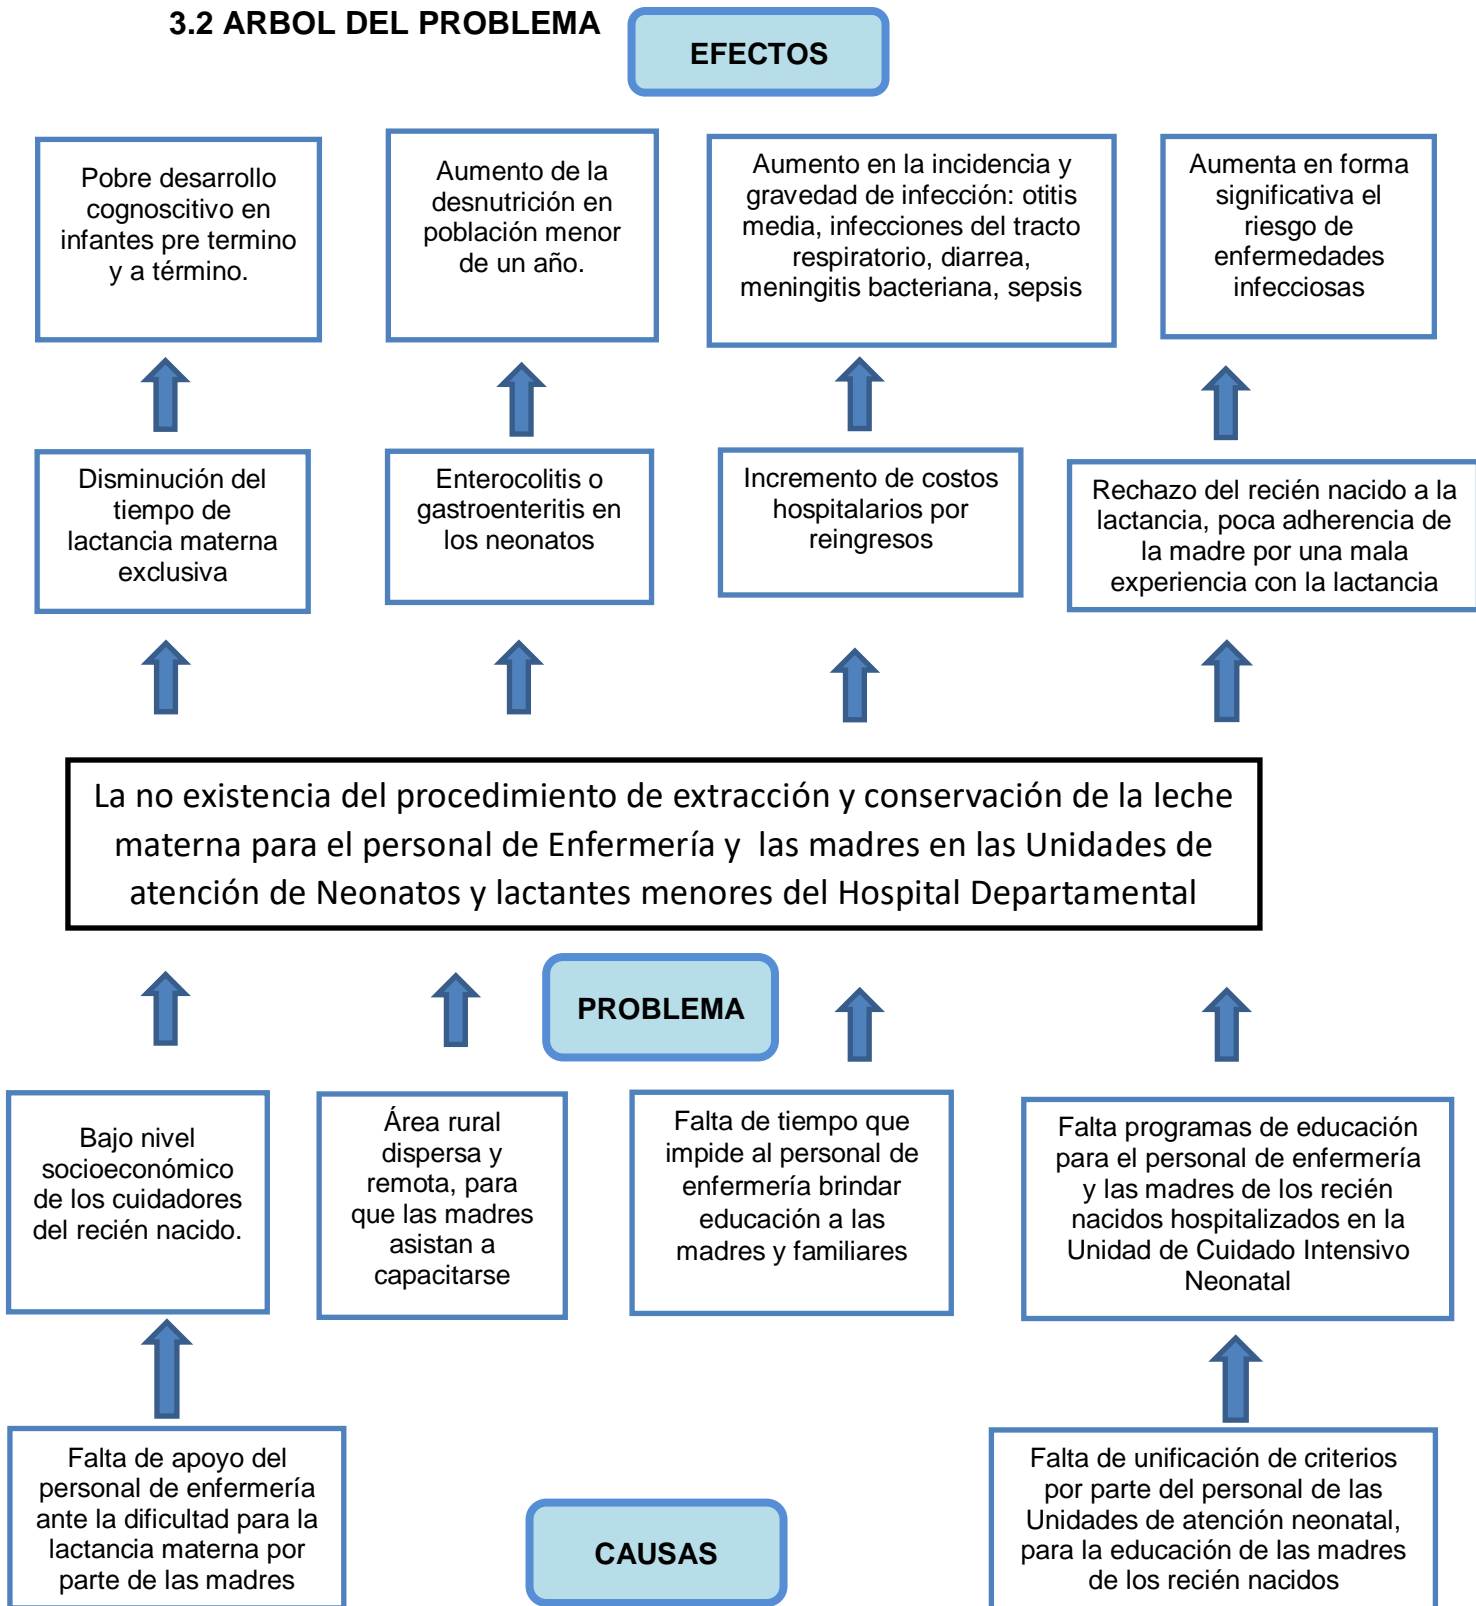 3.2 ARBOL DEL PROBLEMA
EFECTOS
Pobre desarrollo
cognoscitivo en
infantes pre termino
y a término.
Aumento de la
desnutrición en
población menor
de un año.
Aumento en la incidencia y
gravedad de infección: otitis
media, infecciones del tracto
respiratorio, diarrea,
meningitis bacteriana, sepsis
Aumenta en forma
significativa el
riesgo de
enfermedades
infecciosas
Disminución del
tiempo de
lactancia materna
exclusiva
Enterocolitis o
gastroenteritis en
los neonatos
Incremento de costos
hospitalarios por
reingresos
Rechazo del recién nacido a la
lactancia, poca adherencia de
la madre por una mala
experiencia con la lactancia
La no existencia del procedimiento de extracción y conservación de la leche
materna para el personal de Enfermería y  las madres en las Unidades de
atención de Neonatos y lactantes menores del Hospital Departamental
PROBLEMA
Bajo nivel
socioeconómico
de los cuidadores
del recién nacido.
Área rural
dispersa y
remota, para
que las madres
asistan a
capacitarse
Falta de tiempo que
impide al personal de
enfermería brindar
educación a las
madres y familiares
Falta programas de educación
para el personal de enfermería
y las madres de los recién
nacidos hospitalizados en la
Unidad de Cuidado Intensivo
Neonatal
Falta de apoyo del
personal de enfermería
ante la dificultad para la
lactancia materna por
parte de las madres
CAUSAS
Falta de unificación de criterios
por parte del personal de las
Unidades de atención neonatal,
para la educación de las madres
de los recién nacidos